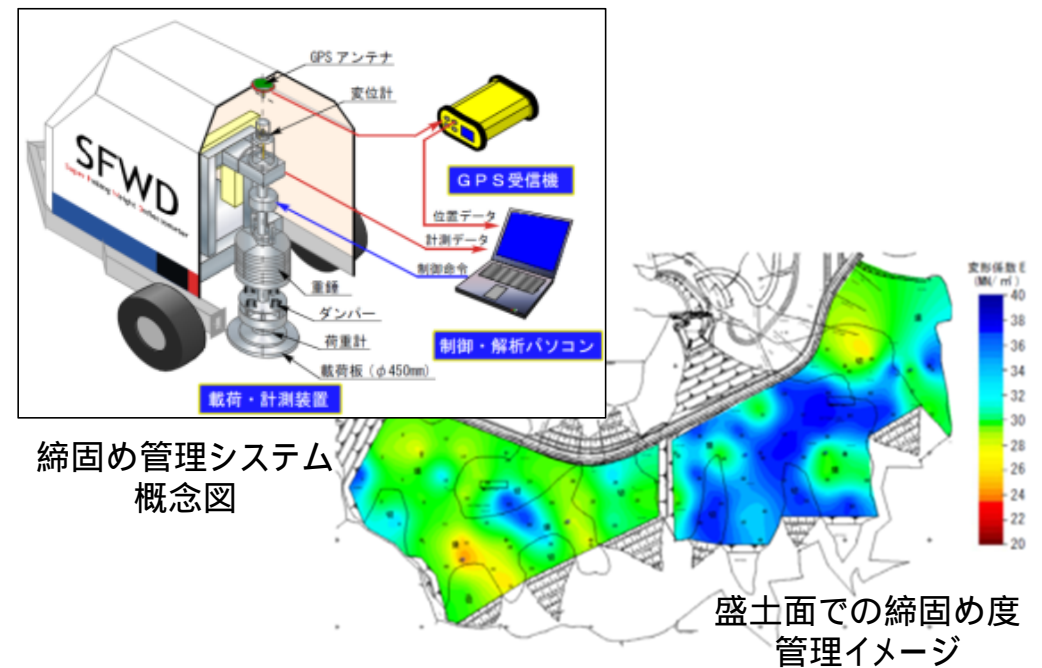 GPS アンテナ
変位計
SFWD
GPS受信機
位置データ
計測データ
制御命令
重錘
ダンパー
荷重計
載荷板(φ450mm)
制御・解析パソコン
載荷・計測装置
締固め管理システム
概念図
変形係数 E
(MN/㎡)
40
38
36
34
32
30
28
26
24
22
20
盛土面での締固め度
管理イメージ